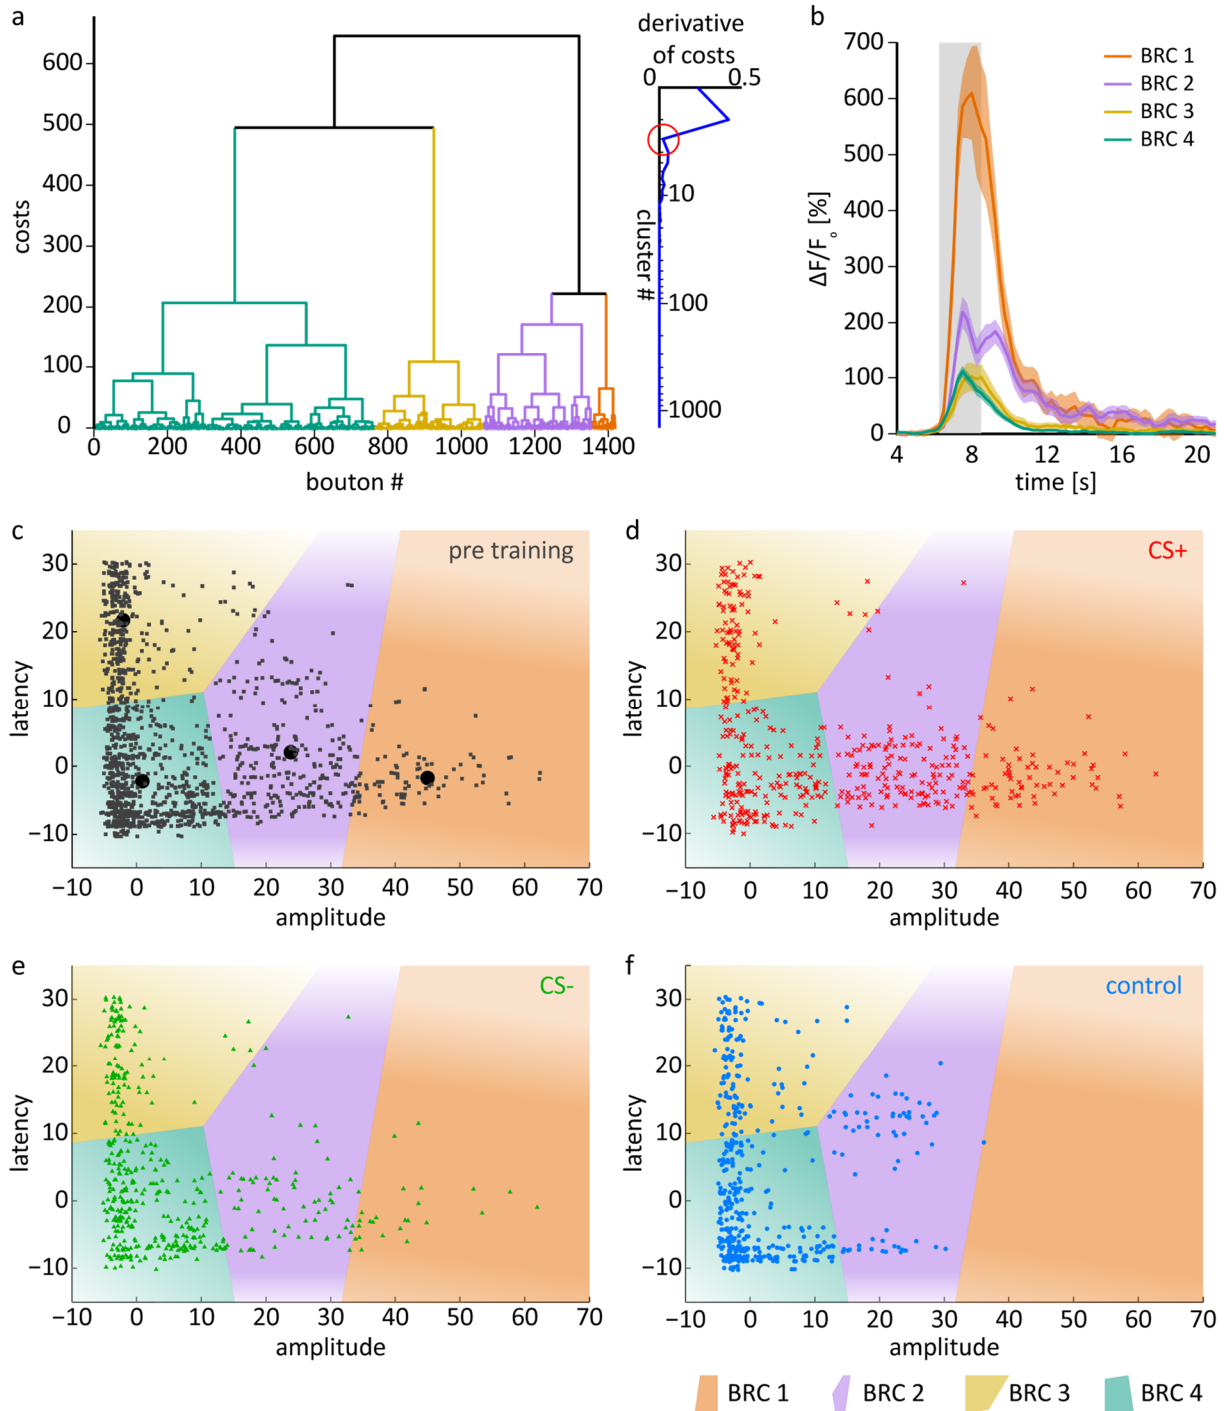 a
derivative
of costs
0
0.5
costs
600
500
400
300
200
100
0
0
200
400
600
800
1000
1200
1400
bouton #
cluster #
10
100
1000
b
ΔF/F₀ [%]
700
600
500
400
300
200
100
0
4
8
12
16
20
time [s]
BRC 1
BRC 2
BRC 3
BRC 4
c
pre training
latency
30
20
10
0
−10
−10
0
10
20
30
40
50
60
70
amplitude
d
CS+
latency
30
20
10
0
−10
−10
0
10
20
30
40
50
60
70
amplitude
e
CS-
latency
30
20
10
0
−10
−10
0
10
20
30
40
50
60
70
amplitude
f
control
latency
30
20
10
0
−10
−10
0
10
20
30
40
50
60
70
amplitude
BRC 1
BRC 2
BRC 3
BRC 4